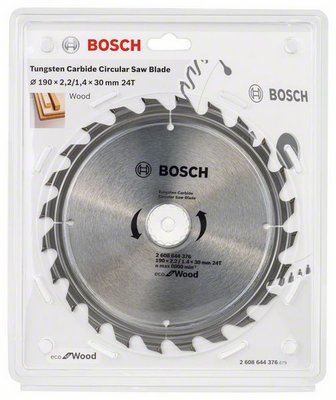 BOSCH
Tungsten Carbide Circular Saw Blade
Ø 190 × 2,2/1,4 × 30 mm 24T
Wood
BOSCH
Tungsten-Carbide
Circular Saw Blade
2 608 644 376
190 × 2,2/1,4 × 30 mm 24T
eco for Wood
eco for Wood
2 608 644 376